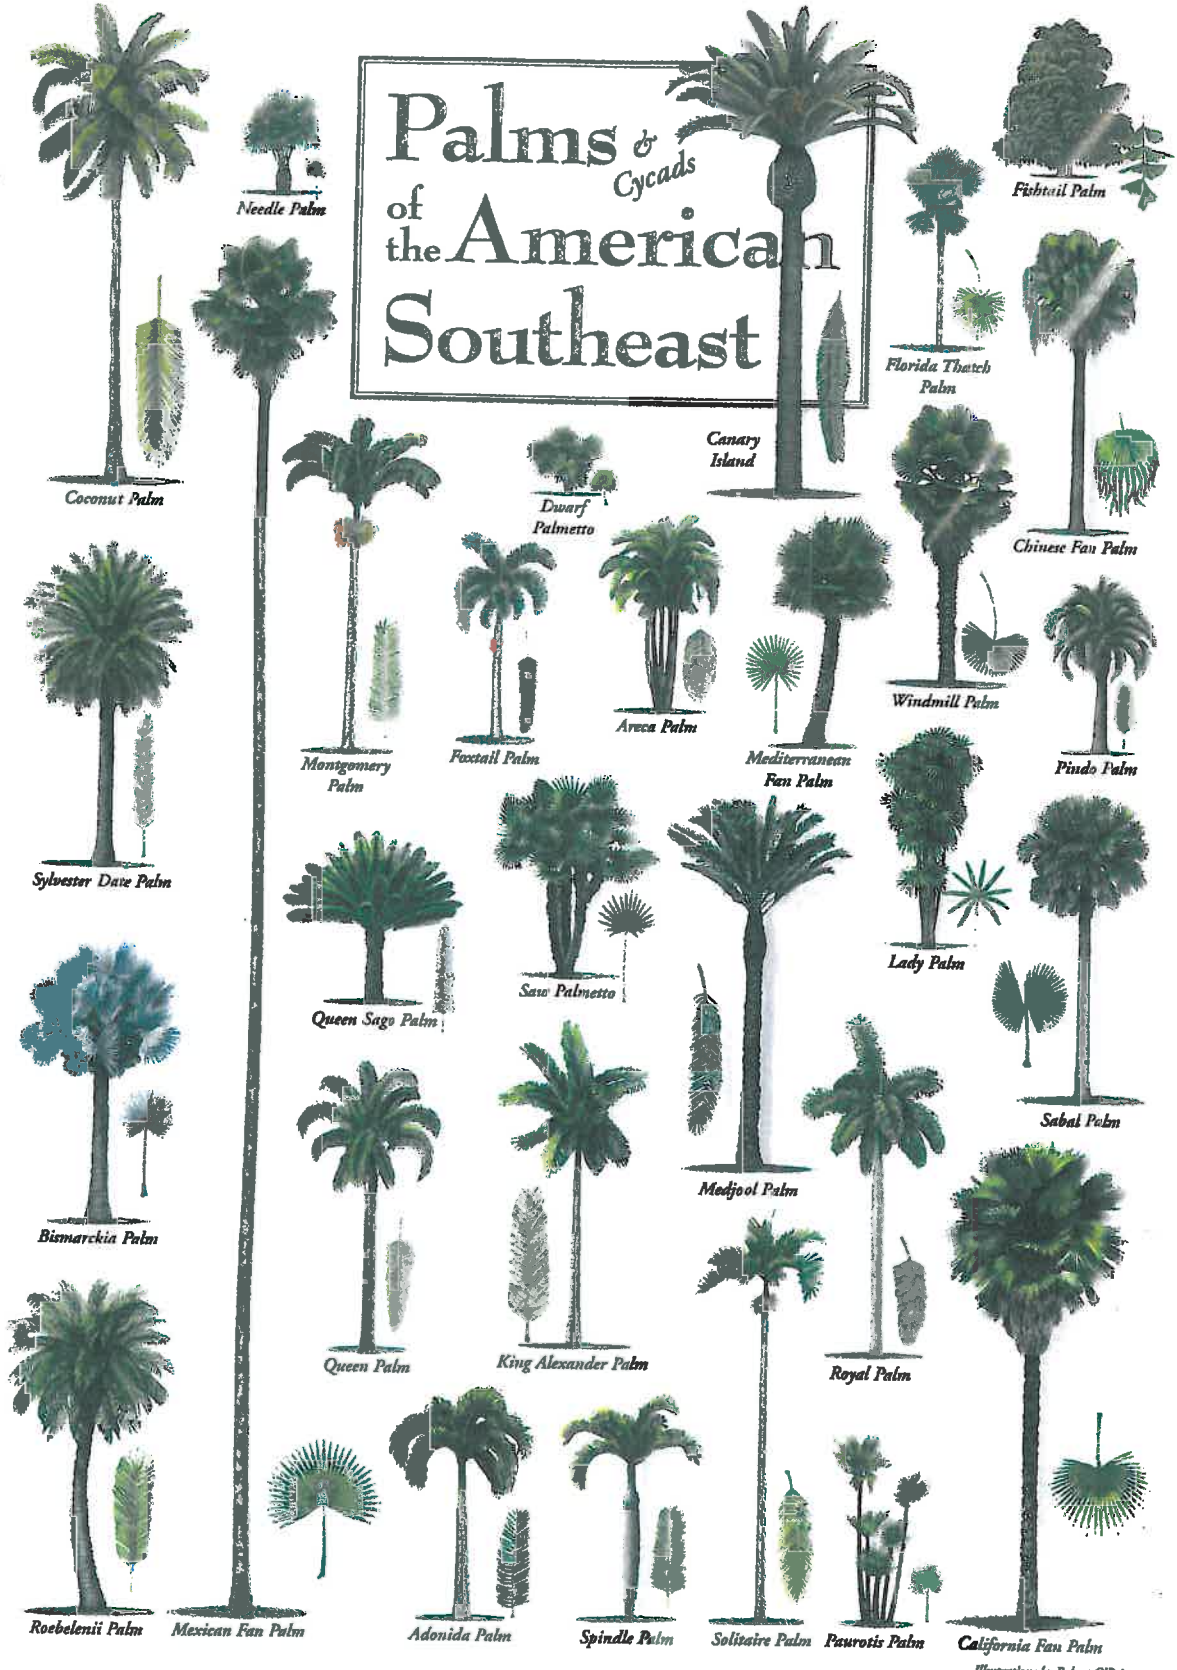 Palms &
Cycads
of
the American
Southeast
Needle Palm
Fishtail Palm
Florida Thatch
Palm
Canary
Island
Coconut Palm
Dwarf
Palmetto
Chinese Fan Palm
Windmill Palm
Areca Palm
Montgomery
Palm
Foxtail Palm
Mediterranean
Fan Palm
Pindo Palm
Sylvester Date Palm
Lady Palm
Saw Palmetto
Queen Sago Palm
Sabal Palm
Medjool Palm
Bismarckia Palm
Queen Palm
King Alexander Palm
Royal Palm
Roebelenii Palm
Mexican Fan Palm
Adonida Palm
Spindle Palm
Solitaire Palm
Paurotis Palm
California Fan Palm